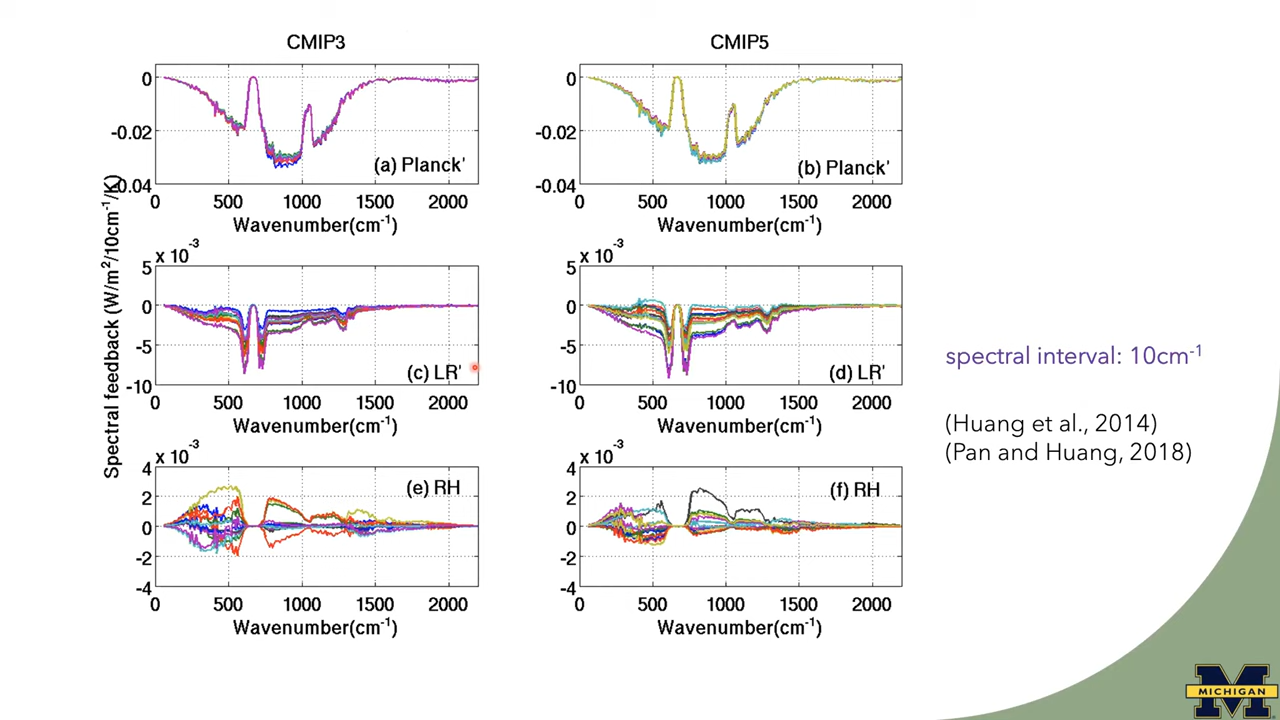 CMIP3
CMIP5
Spectral feedback (W/m²/10cm⁻¹/K)
0
-0.02
-0.04
(a) Planck'
0 500 1000 1500 2000
Wavenumber(cm⁻¹)
0
-0.02
-0.04
(b) Planck'
0 500 1000 1500 2000
Wavenumber(cm⁻¹)
x 10⁻³
5
0
-5
-10
(c) LR'
0 500 1000 1500 2000
Wavenumber(cm⁻¹)
x 10⁻³
5
0
-5
-10
(d) LR'
0 500 1000 1500 2000
Wavenumber(cm⁻¹)
x 10⁻³
4
2
0
-2
-4
(e) RH
0 500 1000 1500 2000
Wavenumber(cm⁻¹)
x 10⁻³
4
2
0
-2
-4
(f) RH
0 500 1000 1500 2000
Wavenumber(cm⁻¹)
spectral interval: 10cm⁻¹
(Huang et al., 2014)
(Pan and Huang, 2018)
M
MICHIGAN